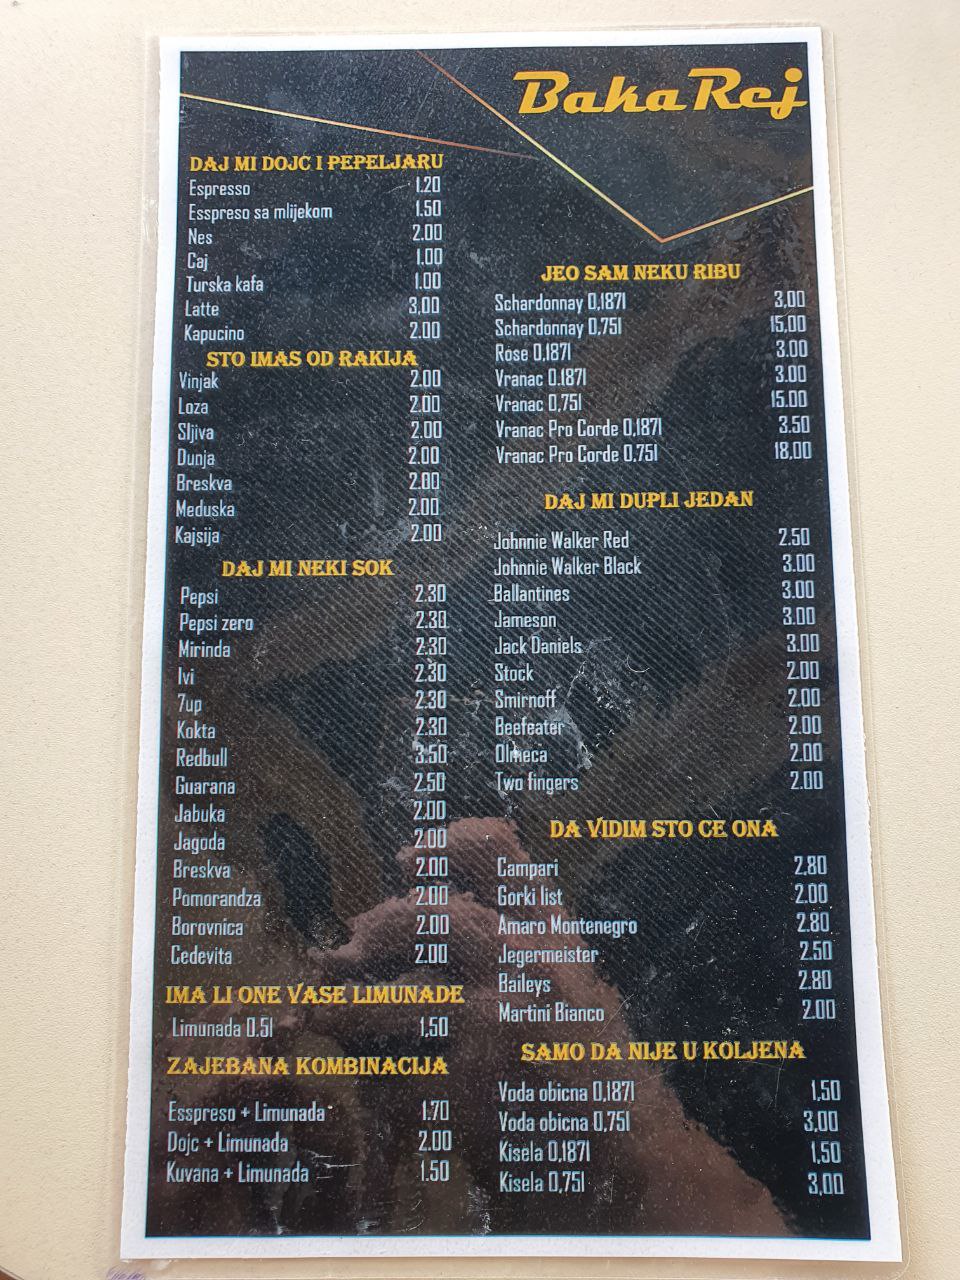 Baka Rej
DAJ MI DOJC I PEPELJARU
Espresso 1.20
Esspreso sa mlijekom 1.50
Nes 2.00
Caj 1.00
Turska kafa 1.00
Latte 3,00
Kapucino 2.00
STO IMAS OD RAKIJA
Vinjak 2.00
Loza 2.00
Sljiva 2.00
Dunja 2.00
Breskva 2.00
Meduska 2.00
Kajsija 2.00
DAJ MI NEKI SOK
Pepsi 2.30
Pepsi zero 2.30
Mirinda 2.30
Ivi 2.30
7up 2.30
Kokta 2.30
Redbull 3.50
Guarana 2.50
Jabuka 2.00
Jagoda 2.00
Breskva 2.00
Pomorandza 2.00
Borovnica 2.00
Cedevita 2.00
IMA LI ONE VASE LIMUNADE
Limunada 0.5l 1,50
ZAJEBANA KOMBINACIJA
Esspreso + Limunada 1.70
Dojc + Limunada 2.00
Kuvana + Limunada 1.50
JEO SAM NEKU RIBU
Schardonnay 0,187l 3,00
Schardonnay 0,75l 15,00
Rose 0.187l 3.00
Vranac 0.187l 3.00
Vranac 0,75l 15.00
Vranac Pro Corde 0,187l 3.50
Vranac Pro Corde 0,75l 18,00
DAJ MI DUPLI JEDAN
Johnnie Walker Red 2.50
Johnnie Walker Black 3.00
Ballantines 3.00
Jameson 3.00
Jack Daniels 3.00
Stock 2.00
Smirnoff 2.00
Beefeater 2.00
Olmeca 2.00
Two fingers 2.00
DA VIDIM STO CE ONA
Campari 2,80
Gorki list 2.00
Amaro Montenegro 2.80
Jegermeister 2.50
Baileys 2.80
Martini Bianco 2.00
SAMO DA NIJE U KOLJENA
Voda obicna 0,187l 1,50
Voda obicna 0,75l 3,00
Kisela 0,187l 1,50
Kisela 0,75l 3,00